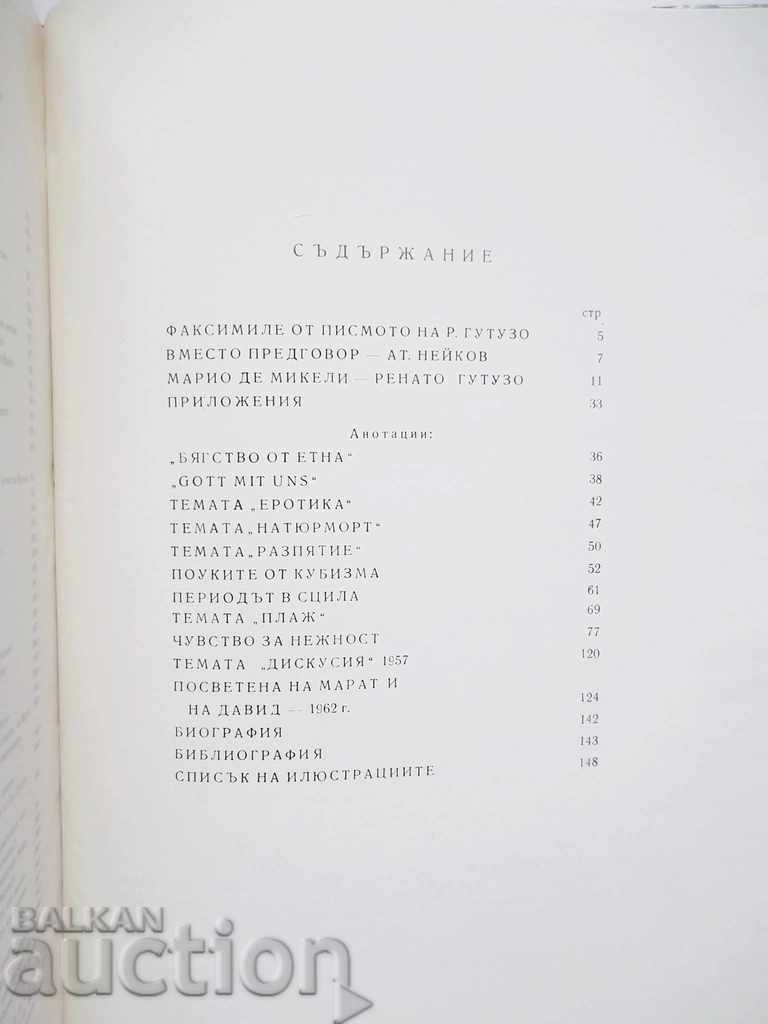 СЪДЪРЖАНИЕ
стр.
ФАКСИМИЛЕ ОТ ПИСМОТО НА Р. ГУТУЗО 5
ВМЕСТО ПРЕДГОВОР — АТ. НЕЙКОВ 7
МАРИО ДЕ МИКЕЛИ — РЕНАТО ГУТУЗО 11
ПРИЛОЖЕНИЯ 33
Анотации:
„БЯГСТВО ОТ ЕТНА“ 36
„GOTT MIT UNS“ 38
ТЕМАТА „ЕРОТИКА“ 42
ТЕМАТА „НАТЮРМОРТ“ 47
ТЕМАТА „РАЗПЯТИЕ“ 50
ПОУКИТЕ ОТ КУБИЗМА 52
ПЕРИОДЪТ В СЦИЛА 61
ТЕМАТА „ПЛАЖ“ 69
ЧУВСТВО ЗА НЕЖНОСТ 77
ТЕМАТА „ДИСКУСИЯ“ 1957 120
ПОСВЕТЕНА НА МАРАТ И
НА ДАВИД — 1962 г. 124
БИОГРАФИЯ 142
БИБЛИОГРАФИЯ 143
СПИСЪК НА ИЛЮСТРАЦИИТЕ 148
BALKAN
auction